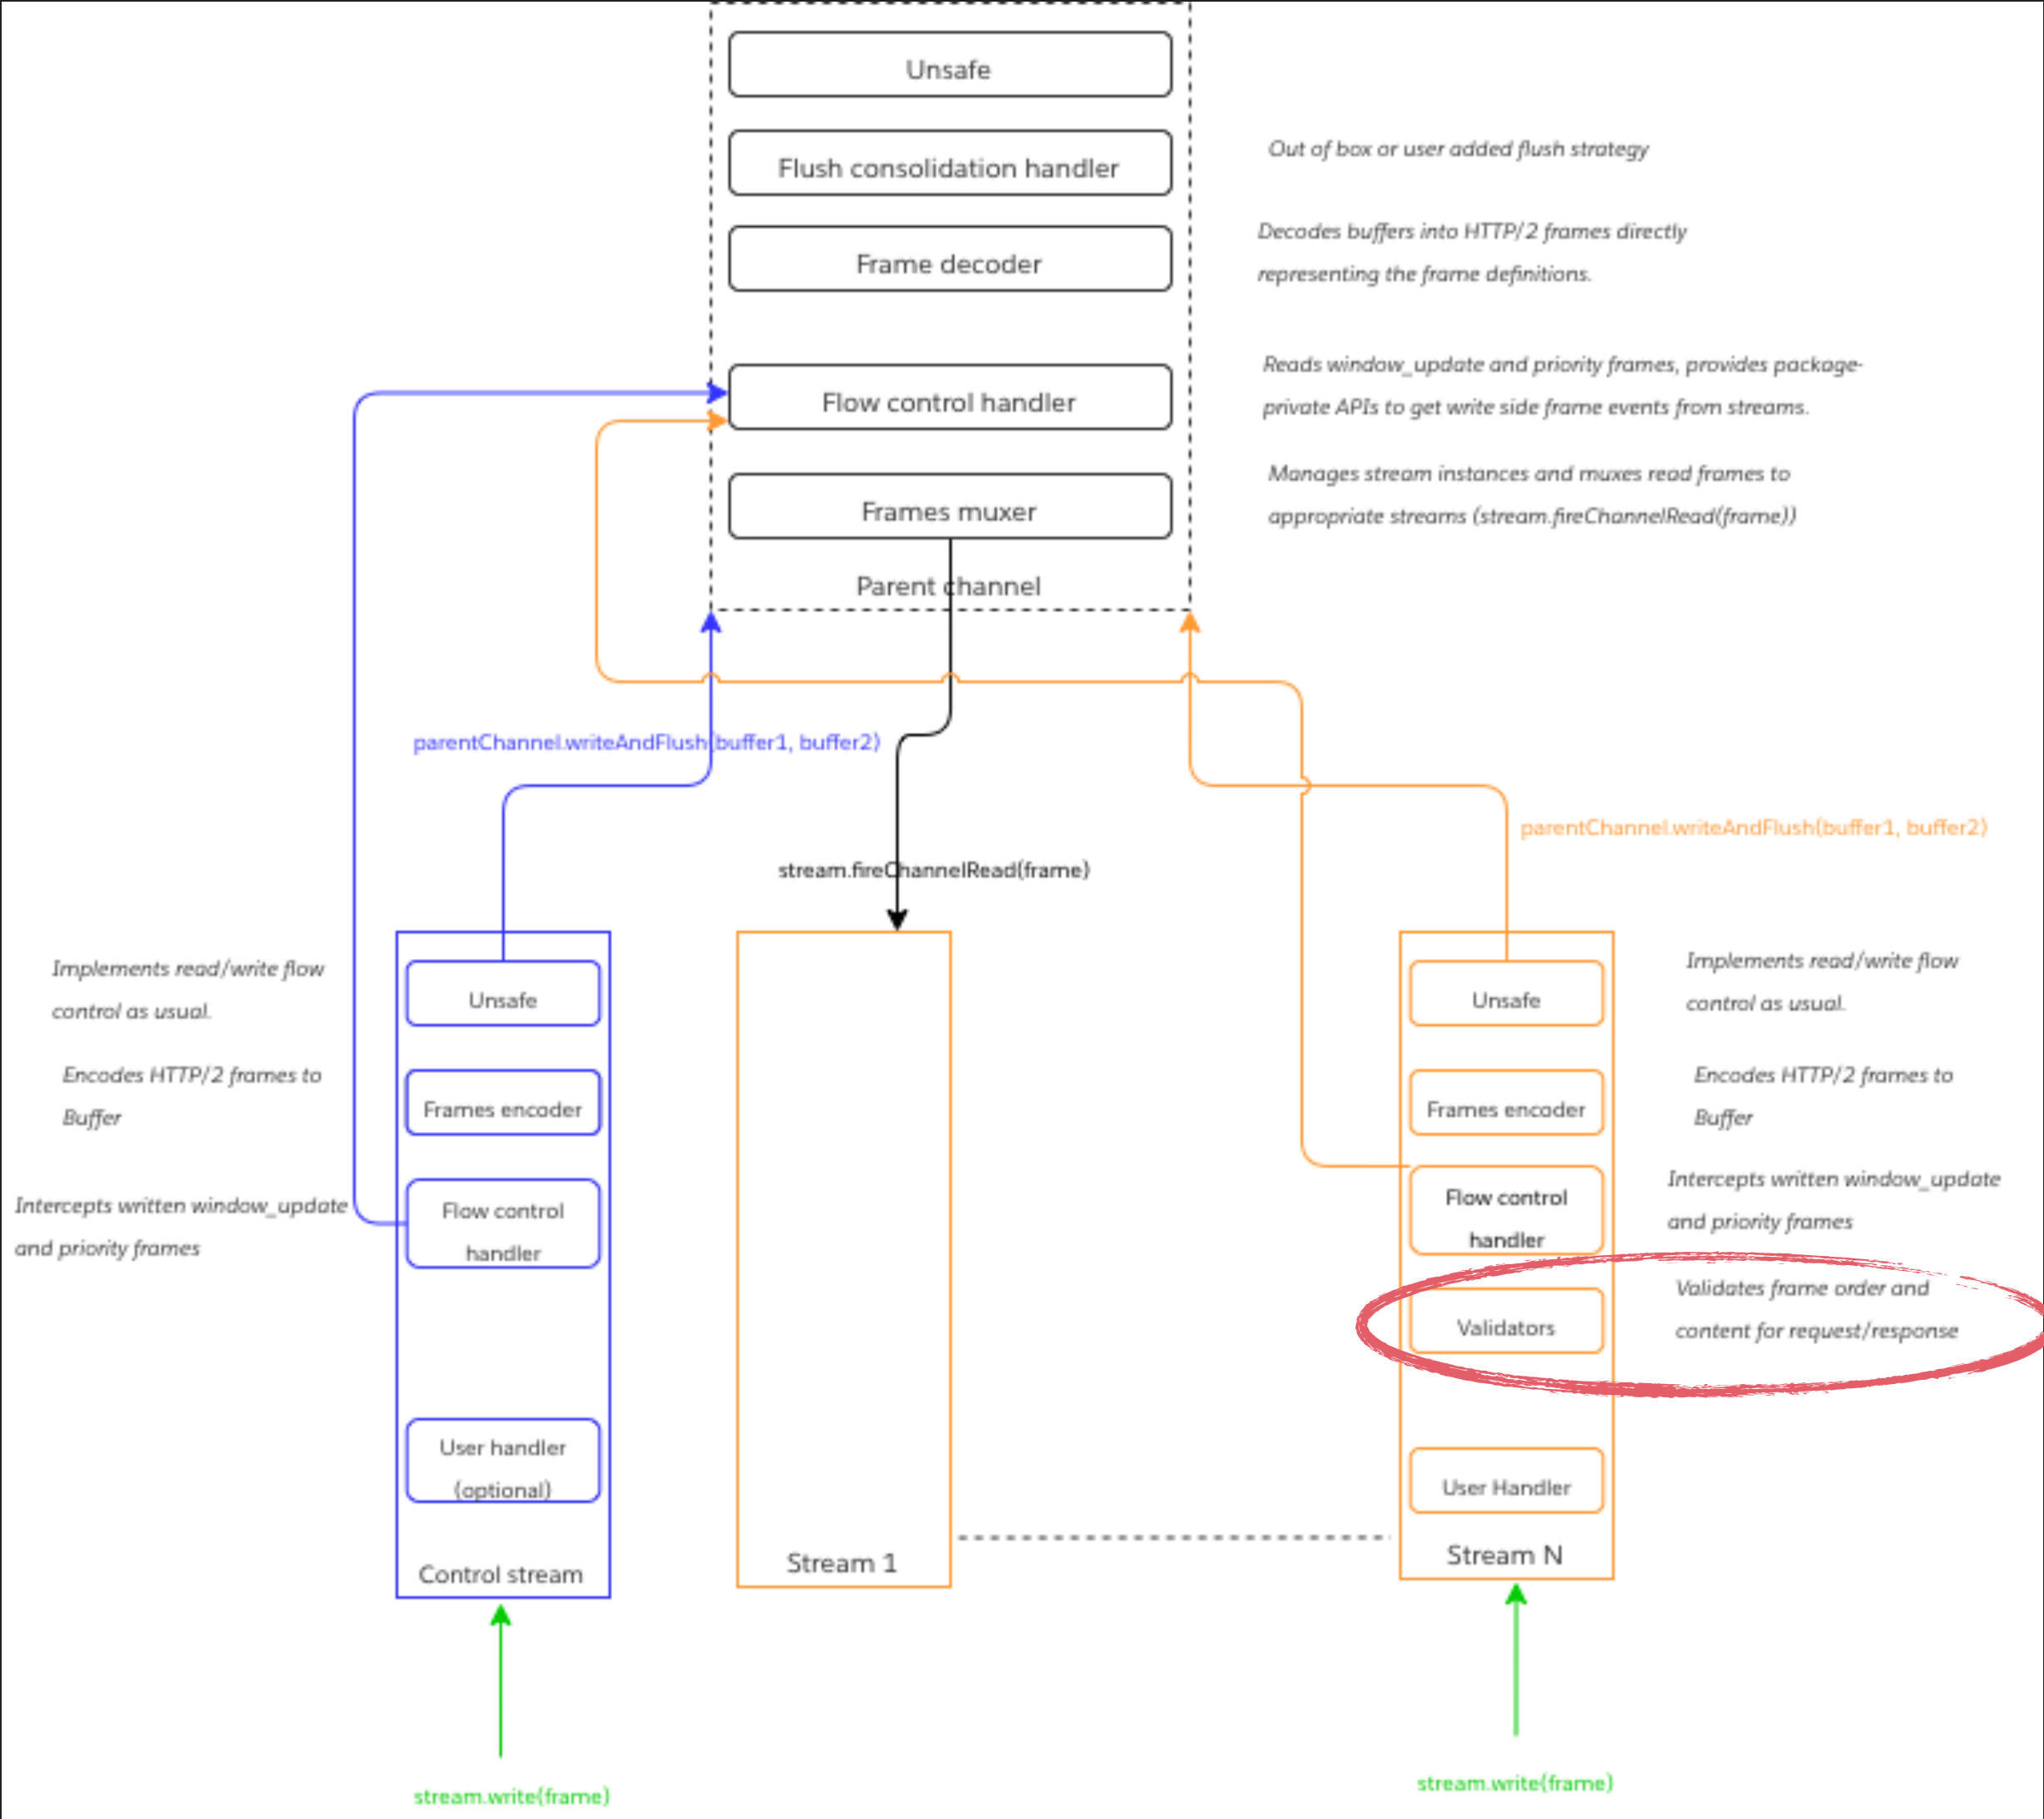 Unsafe
Flush consolidation handler
Out of box or user added flush strategy
Frame decoder
Decodes buffers into HTTP/2 frames directly
representing the frame definitions.
Flow control handler
Reads window_update and priority frames, provides package-
private APIs to get write side frame events from streams.
Frames muxer
Manages stream instances and muxes read frames to
appropriate streams (stream.fireChannelRead(frame))
Parent channel
parentChannel.writeAndFlush(buffer1, buffer2)
parentChannel.writeAndFlush(buffer1, buffer2)
stream.fireChannelRead(frame)
Implements read/write flow
control as usual.
Unsafe
Encodes HTTP/2 frames to
Buffer
Frames encoder
Intercepts written window_update
and priority frames
Flow control
handler
User handler
(optional)
Control stream
stream.write(frame)
Stream 1
Unsafe
Implements read/write flow
control as usual.
Frames encoder
Encodes HTTP/2 frames to
Buffer
Flow control
handler
Intercepts written window_update
and priority frames
Validators
Validates frame order and
content for request/response
User Handler
Stream N
stream.write(frame)